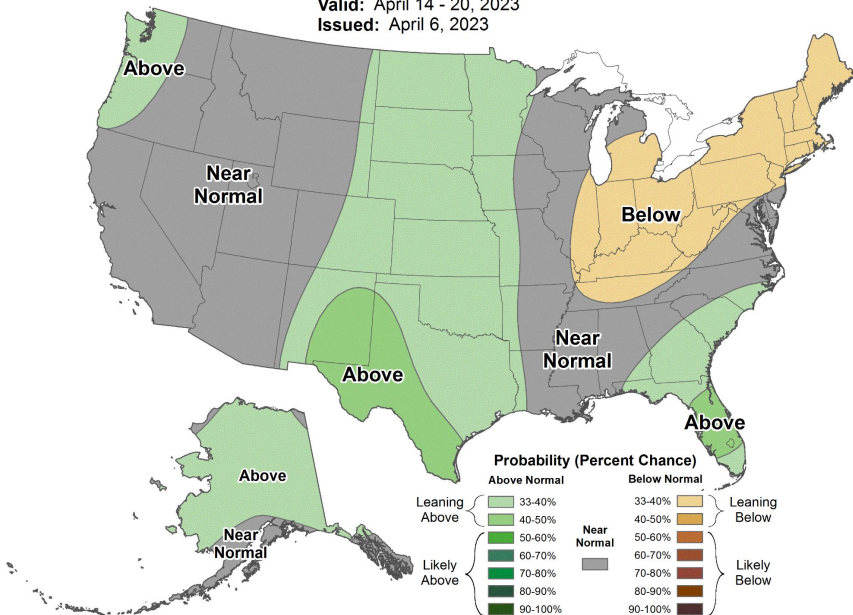 Valid: April 14 - 20, 2023
Issued: April 6, 2023
Above
Near
Normal
Below
Near
Normal
Above
Above
Above
Near
Normal
Probability (Percent Chance)
Above Normal
Below Normal
Leaning
Above
33-40%
40-50%
Likely
Above
50-60%
60-70%
70-80%
80-90%
90-100%
Near
Normal
33-40%
40-50%
Leaning
Below
50-60%
60-70%
70-80%
80-90%
90-100%
Likely
Below